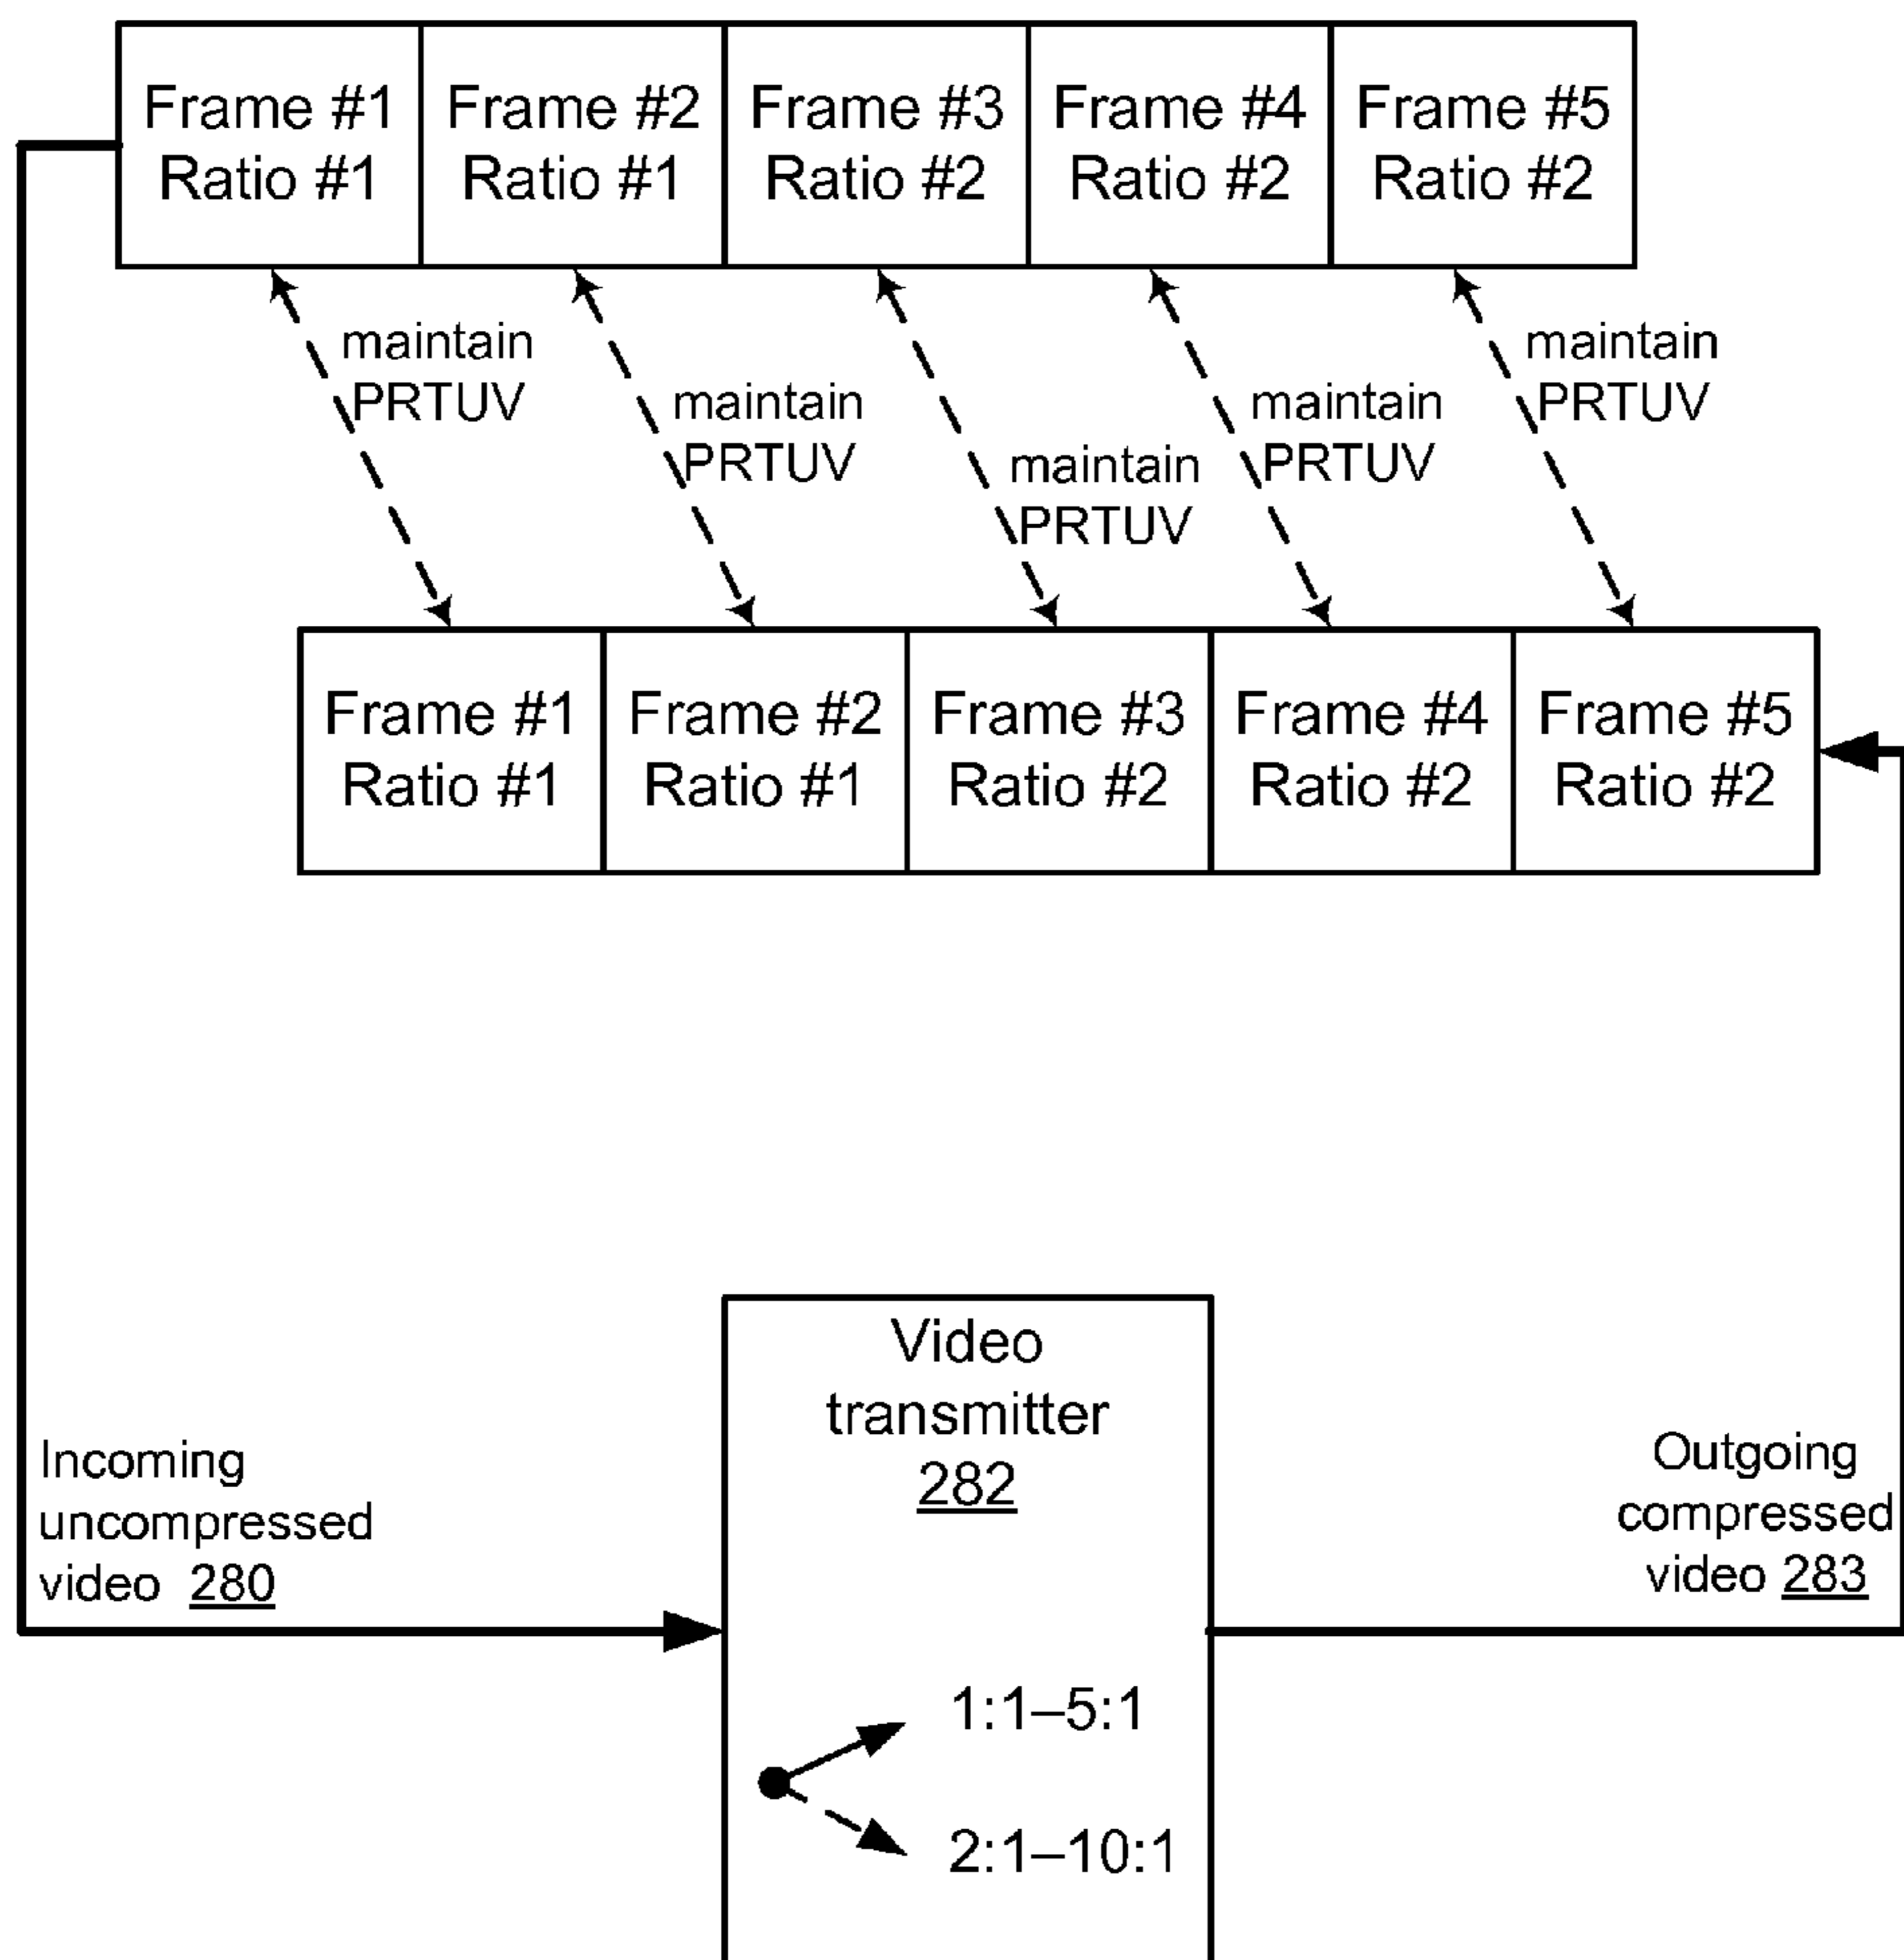 Frame #1
Ratio #1
Frame #2
Ratio #1
Frame #3
Ratio #2
Frame #4
Ratio #2
Frame #5
Ratio #2
maintain
PRTUV
maintain
PRTUV
maintain
PRTUV
maintain
PRTUV
maintain
PRTUV
Frame #1
Ratio #1
Frame #2
Ratio #1
Frame #3
Ratio #2
Frame #4
Ratio #2
Frame #5
Ratio #2
Incoming
uncompressed
video 280
Video
transmitter
282
1:1–5:1
2:1–10:1
Outgoing
compressed
video 283